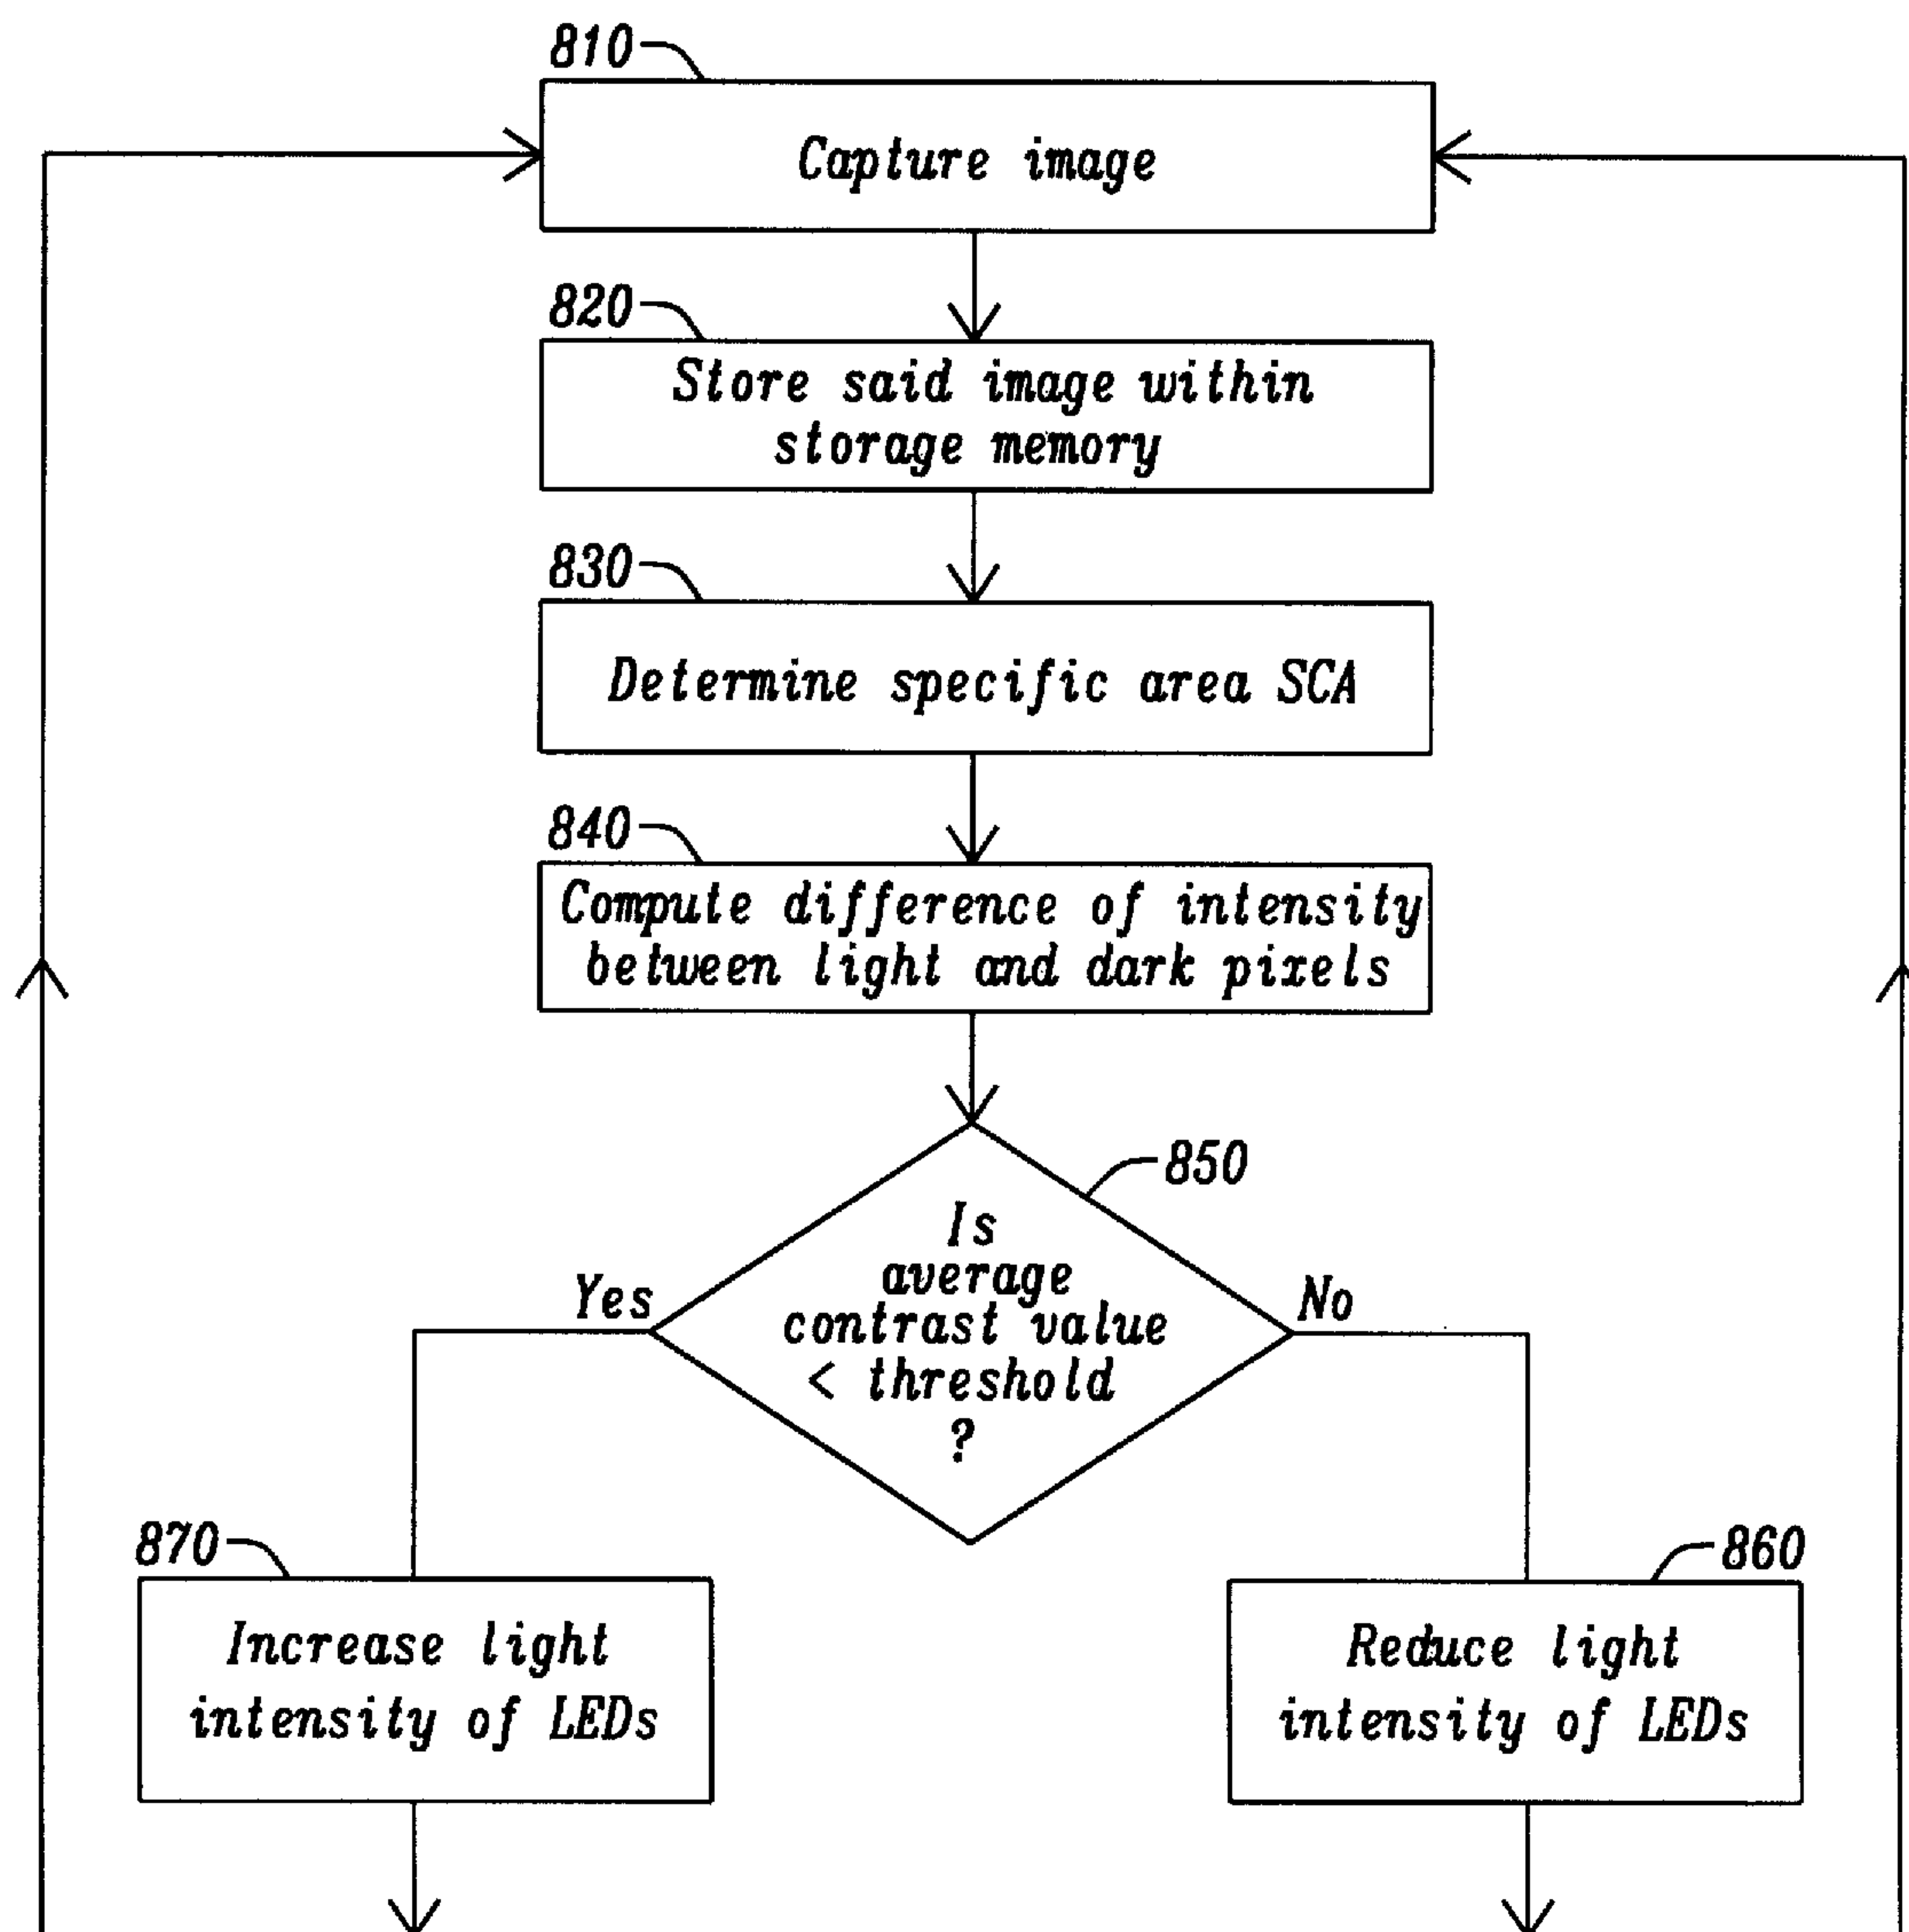 810
Capture image
820
Store said image within
storage memory
830
Determine specific area SCA
840
Compute difference of intensity
between light and dark pixels
850
Is
average
contrast value
< threshold
?
Yes
No
870
Increase light
intensity of LEDs
860
Reduce light
intensity of LEDs